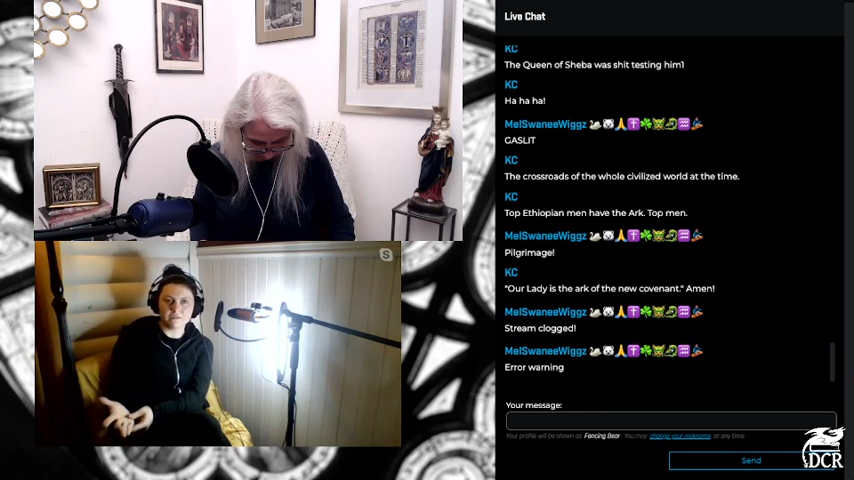 Live Chat
KC
The Queen of Sheba was shit testing him1
KC
Ha ha ha!
MelSwaneeWiggz
GASLIT
KC
The crossroads of the whole civilized world at the time.
KC
Top Ethiopian men have the Ark. Top men.
MelSwaneeWiggz
Pilgrimage!
KC
"Our Lady is the ark of the new covenant." Amen!
MelSwaneeWiggz
Stream clogged!
MelSwaneeWiggz
Error warning
Your message:
Your profile will be shown as Fencing Bear. You may change your nickname at any time.
Send
DCR